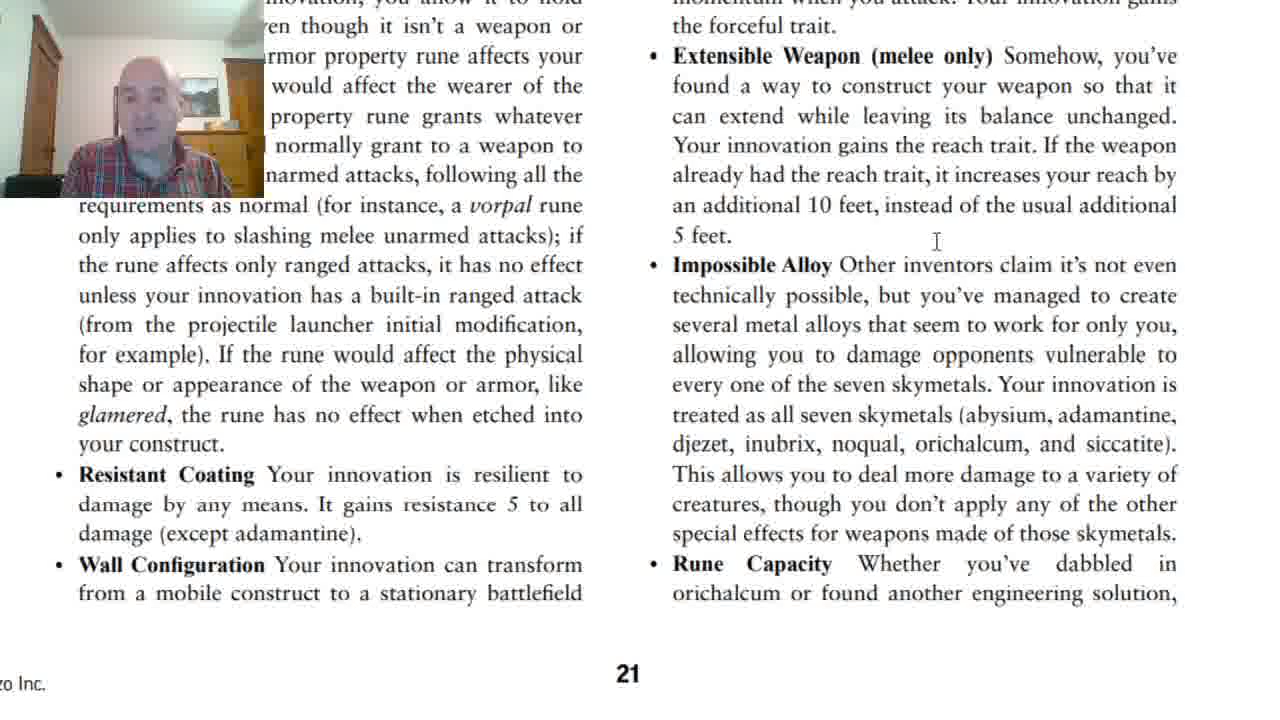 novation, you allow it to hold
en though it isn't a weapon or
rmor property rune affects your
would affect the wearer of the
property rune grants whatever
normally grant to a weapon to
narmed attacks, following all the
requirements as normal (for instance, a vorpal rune
only applies to slashing melee unarmed attacks); if
the rune affects only ranged attacks, it has no effect
unless your innovation has a built-in ranged attack
(from the projectile launcher initial modification,
for example). If the rune would affect the physical
shape or appearance of the weapon or armor, like
glamered, the rune has no effect when etched into
your construct.
• Resistant Coating Your innovation is resilient to
damage by any means. It gains resistance 5 to all
damage (except adamantine).
• Wall Configuration Your innovation can transform
from a mobile construct to a stationary battlefield
momentum when you attack. Your innovation gains
the forceful trait.
• Extensible Weapon (melee only) Somehow, you've
found a way to construct your weapon so that it
can extend while leaving its balance unchanged.
Your innovation gains the reach trait. If the weapon
already had the reach trait, it increases your reach by
an additional 10 feet, instead of the usual additional
5 feet.
• Impossible Alloy Other inventors claim it's not even
technically possible, but you've managed to create
several metal alloys that seem to work for only you,
allowing you to damage opponents vulnerable to
every one of the seven skymetals. Your innovation is
treated as all seven skymetals (abysium, adamantine,
djezet, inubrix, noqual, orichalcum, and siccatite).
This allows you to deal more damage to a variety of
creatures, though you don't apply any of the other
special effects for weapons made of those skymetals.
• Rune Capacity Whether you've dabbled in
orichalcum or found another engineering solution,
21
zo Inc.